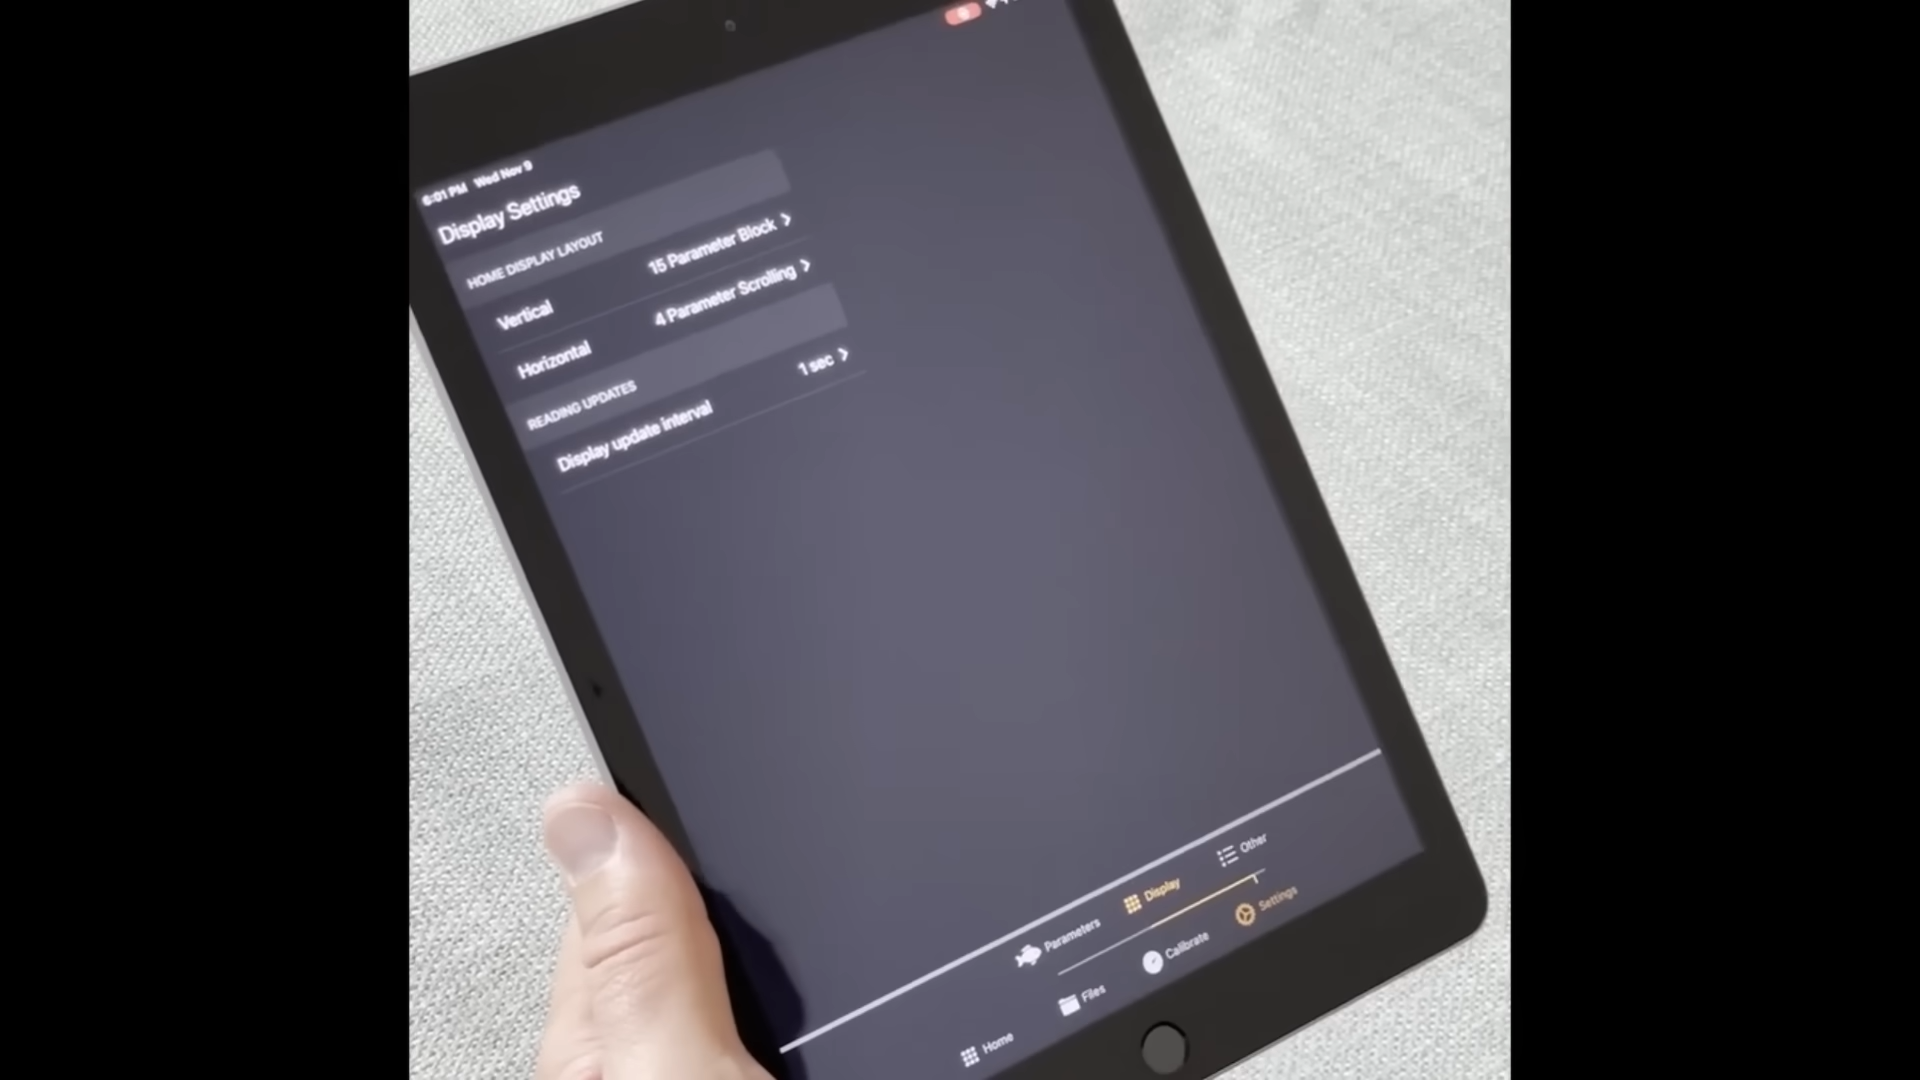 6:01 PM Wed Nov 9
Display Settings
HOME DISPLAY LAYOUT
Vertical 15 Parameter Block
Horizontal 4 Parameter Scrolling
READING UPDATES
Display update interval 1 sec
Parameters Display Other
Home Files Calibrate Settings